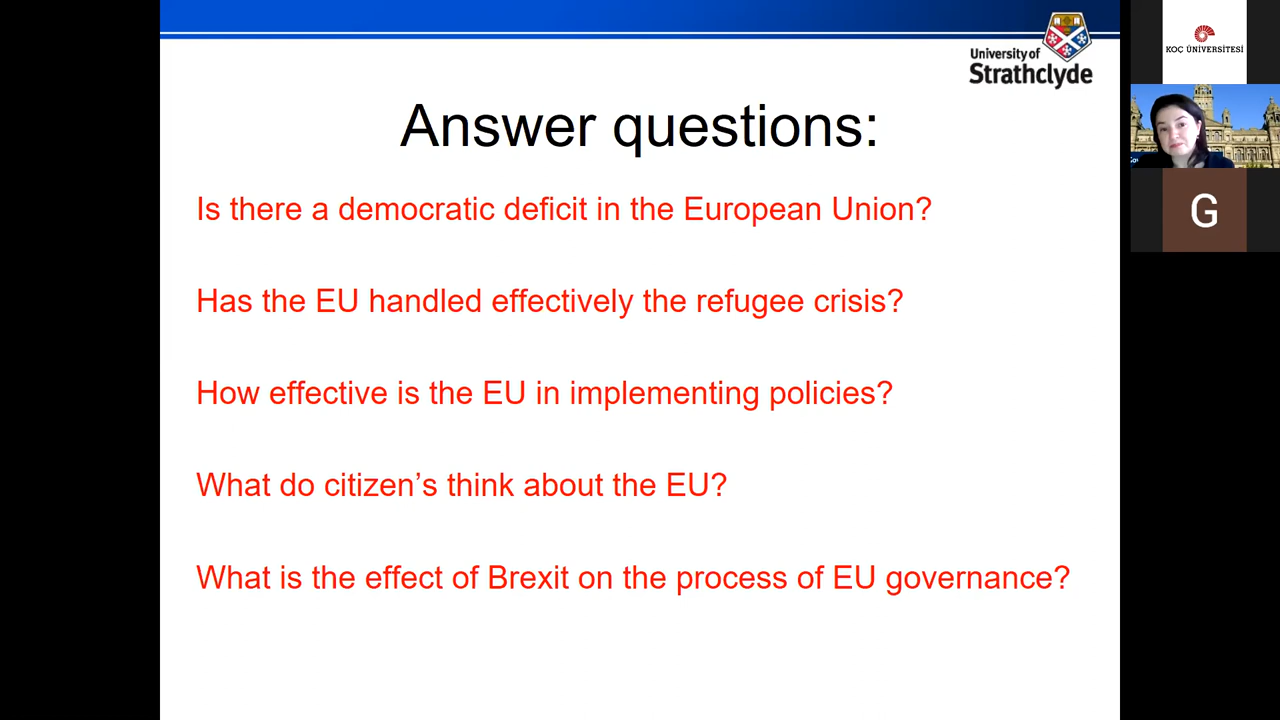 University of
Strathclyde
Answer questions:
Is there a democratic deficit in the European Union?
Has the EU handled effectively the refugee crisis?
How effective is the EU in implementing policies?
What do citizen’s think about the EU?
What is the effect of Brexit on the process of EU governance?
KOÇ ÜNİVERSİTESİ
G